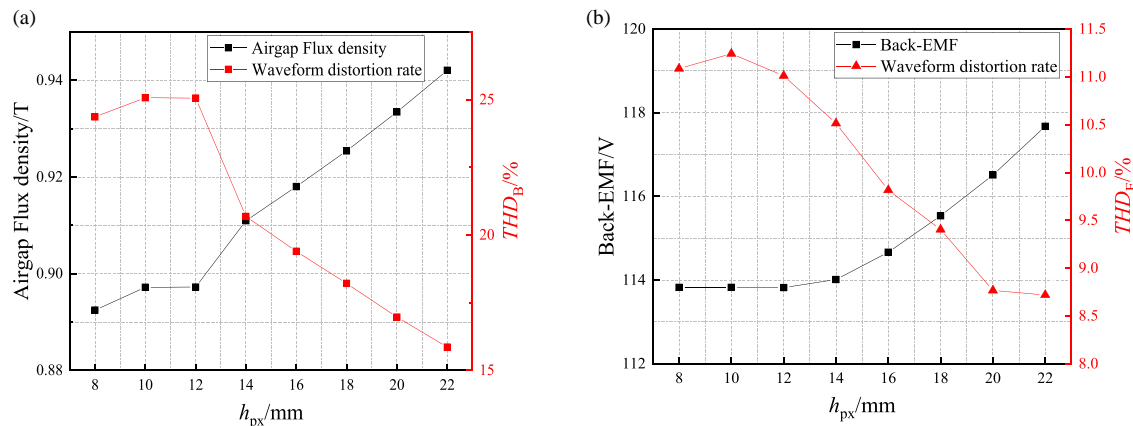 (a)
Airgap Flux density
Waveform distortion rate
Airgap Flux density/T
0.94
0.92
0.90
0.88
25
20
15
THD_B/%
8 10 12 14 16 18 20 22
h_px/mm
(b)
Back-EMF
Waveform distortion rate
Back-EMF/V
120
118
116
114
112
11.5
11.0
10.5
10.0
9.5
9.0
8.5
8.0
THD_E/%
8 10 12 14 16 18 20 22
h_px/mm